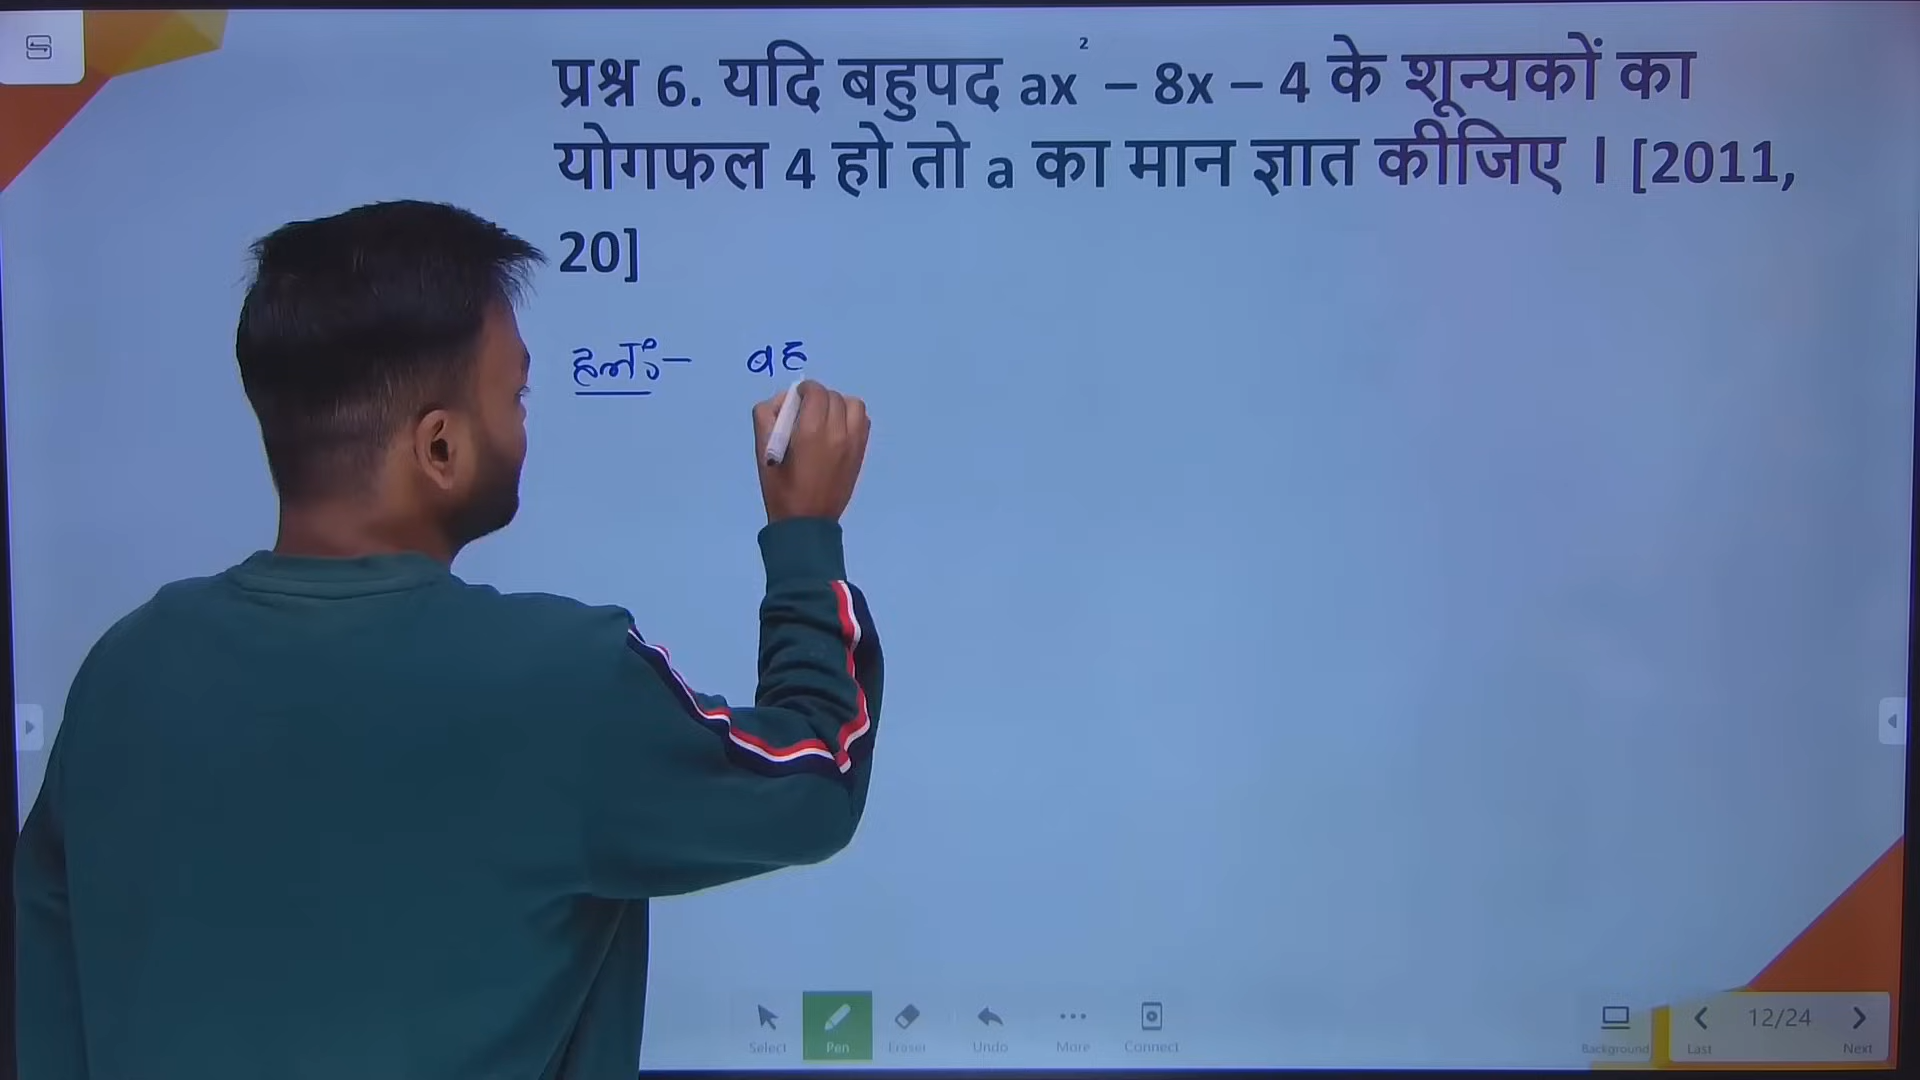 प्रश्न 6. यदि बहुपद ax² – 8x – 4 के शून्यकों का
योगफल 4 हो तो a का मान ज्ञात कीजिए । [2011,
20]
हलः– बह
Select Pen Eraser Undo More Connect
Background Last 12/24 Next